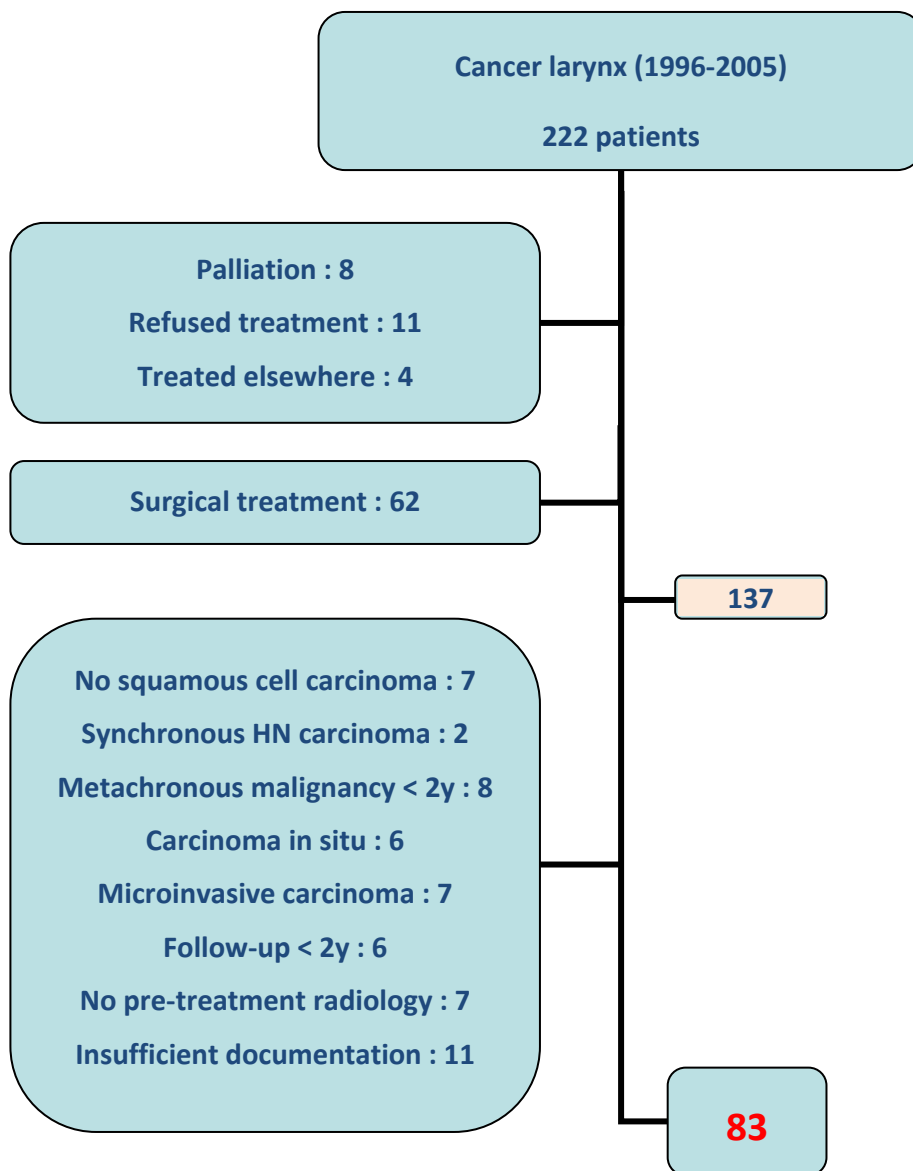 Cancer larynx (1996-2005)
222 patients
Palliation : 8
Refused treatment : 11
Treated elsewhere : 4
Surgical treatment : 62
137
No squamous cell carcinoma : 7
Synchronous HN carcinoma : 2
Metachronous malignancy < 2y : 8
Carcinoma in situ : 6
Microinvasive carcinoma : 7
Follow-up < 2y : 6
No pre-treatment radiology : 7
Insufficient documentation : 11
83